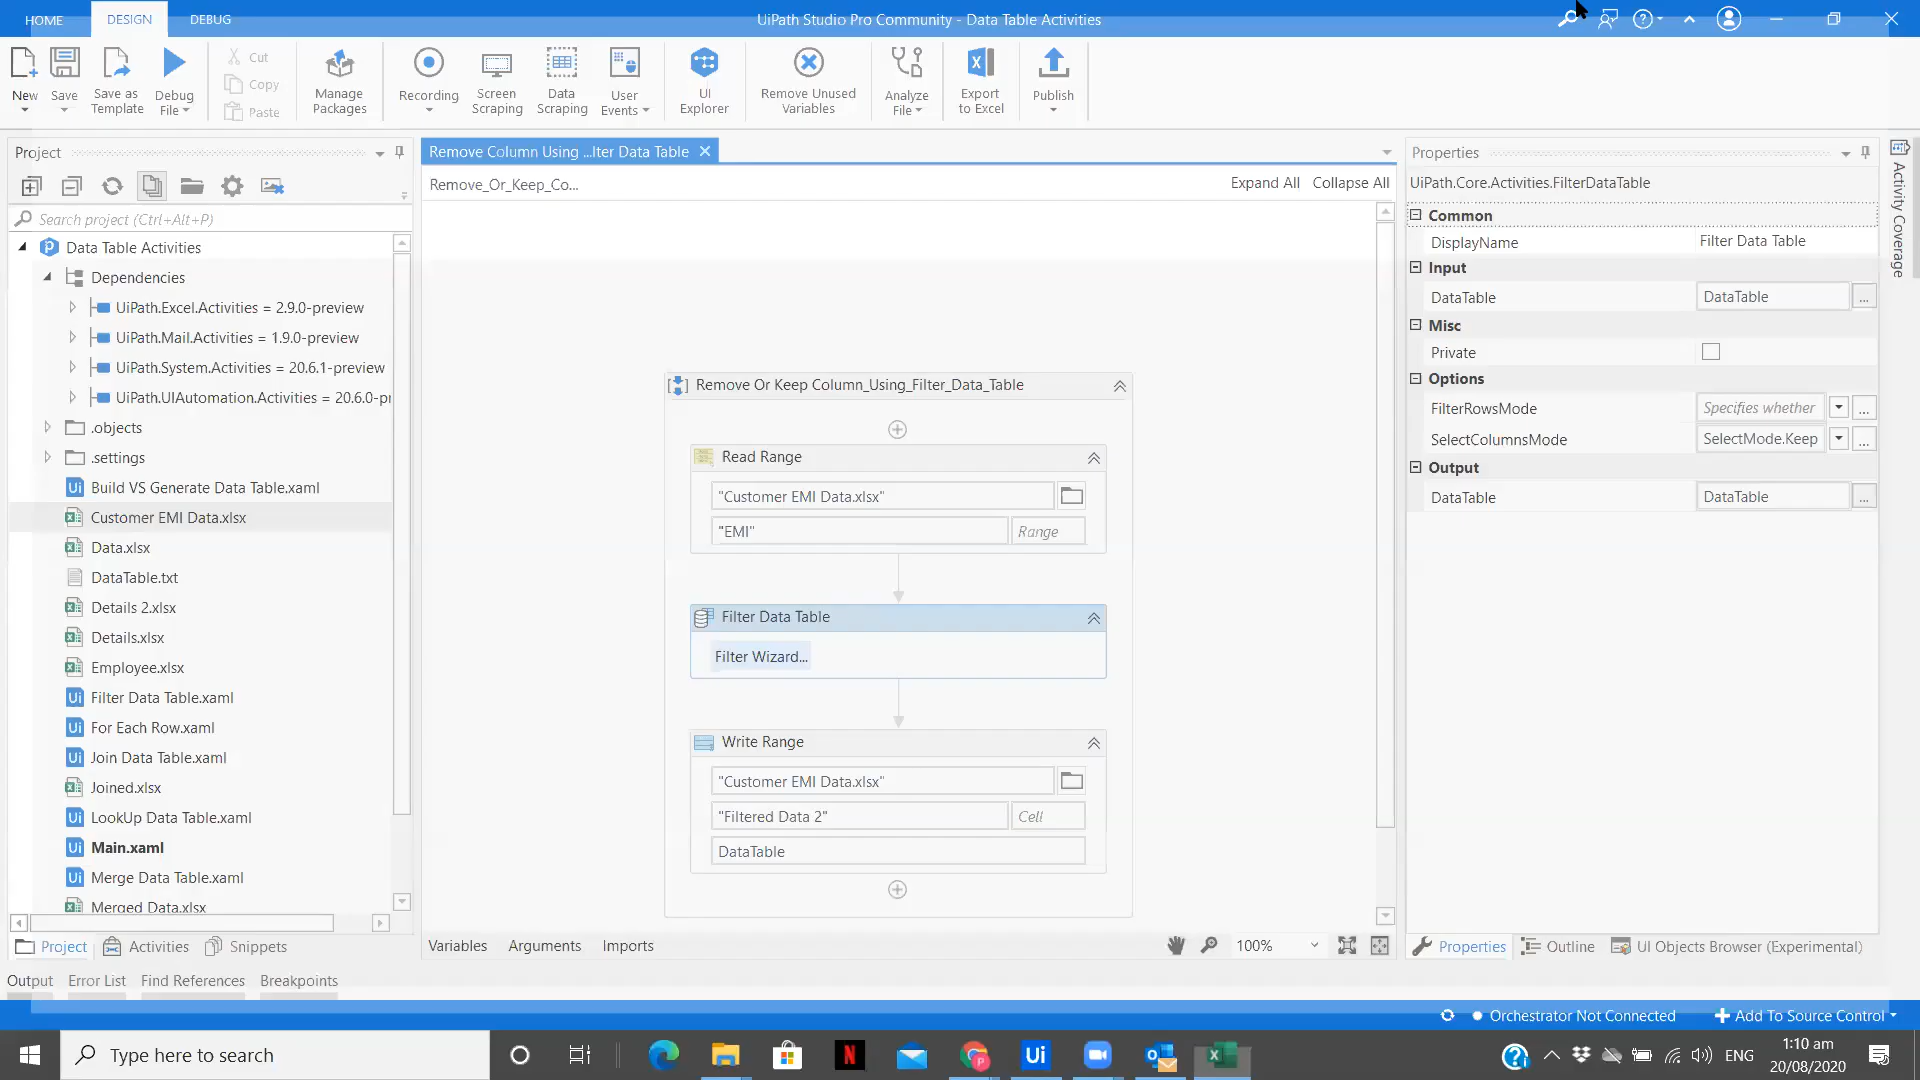 HOME
DESIGN
DEBUG
UiPath Studio Pro Community - Data Table Activities
New
Save
Save as Template
Debug File
Cut
Copy
Paste
Manage Packages
Recording
Screen Scraping
Data Scraping
User Events
UI Explorer
Remove Unused Variables
Analyze File
Export to Excel
Publish
Project
Search project (Ctrl+Alt+P)
Data Table Activities
Dependencies
UiPath.Excel.Activities = 2.9.0-preview
UiPath.Mail.Activities = 1.9.0-preview
UiPath.System.Activities = 20.6.1-preview
UiPath.UIAutomation.Activities = 20.6.0-pr
.objects
.settings
Build VS Generate Data Table.xaml
Customer EMI Data.xlsx
Data.xlsx
DataTable.txt
Details 2.xlsx
Details.xlsx
Employee.xlsx
Filter Data Table.xaml
For Each Row.xaml
Join Data Table.xaml
Joined.xlsx
LookUp Data Table.xaml
Main.xaml
Merge Data Table.xaml
Merged Data.xlsx
Project
Activities
Snippets
Remove Column Using ...lter Data Table
Remove_Or_Keep_Co...
Expand All
Collapse All
Remove Or Keep Column_Using_Filter_Data_Table
Read Range
"Customer EMI Data.xlsx"
"EMI"
Range
Filter Data Table
Filter Wizard...
Write Range
"Customer EMI Data.xlsx"
"Filtered Data 2"
Cell
DataTable
Variables
Arguments
Imports
100%
Properties
UiPath.Core.Activities.FilterDataTable
Common
DisplayName
Filter Data Table
Input
DataTable
DataTable
...
Misc
Private
Options
FilterRowsMode
Specifies whether
...
SelectColumnsMode
SelectMode.Keep
...
Output
DataTable
DataTable
...
Activity Coverage
Properties
Outline
UI Objects Browser (Experimental)
Output
Error List
Find References
Breakpoints
Orchestrator Not Connected
Add To Source Control
Type here to search
ENG
1:10 am
20/08/2020